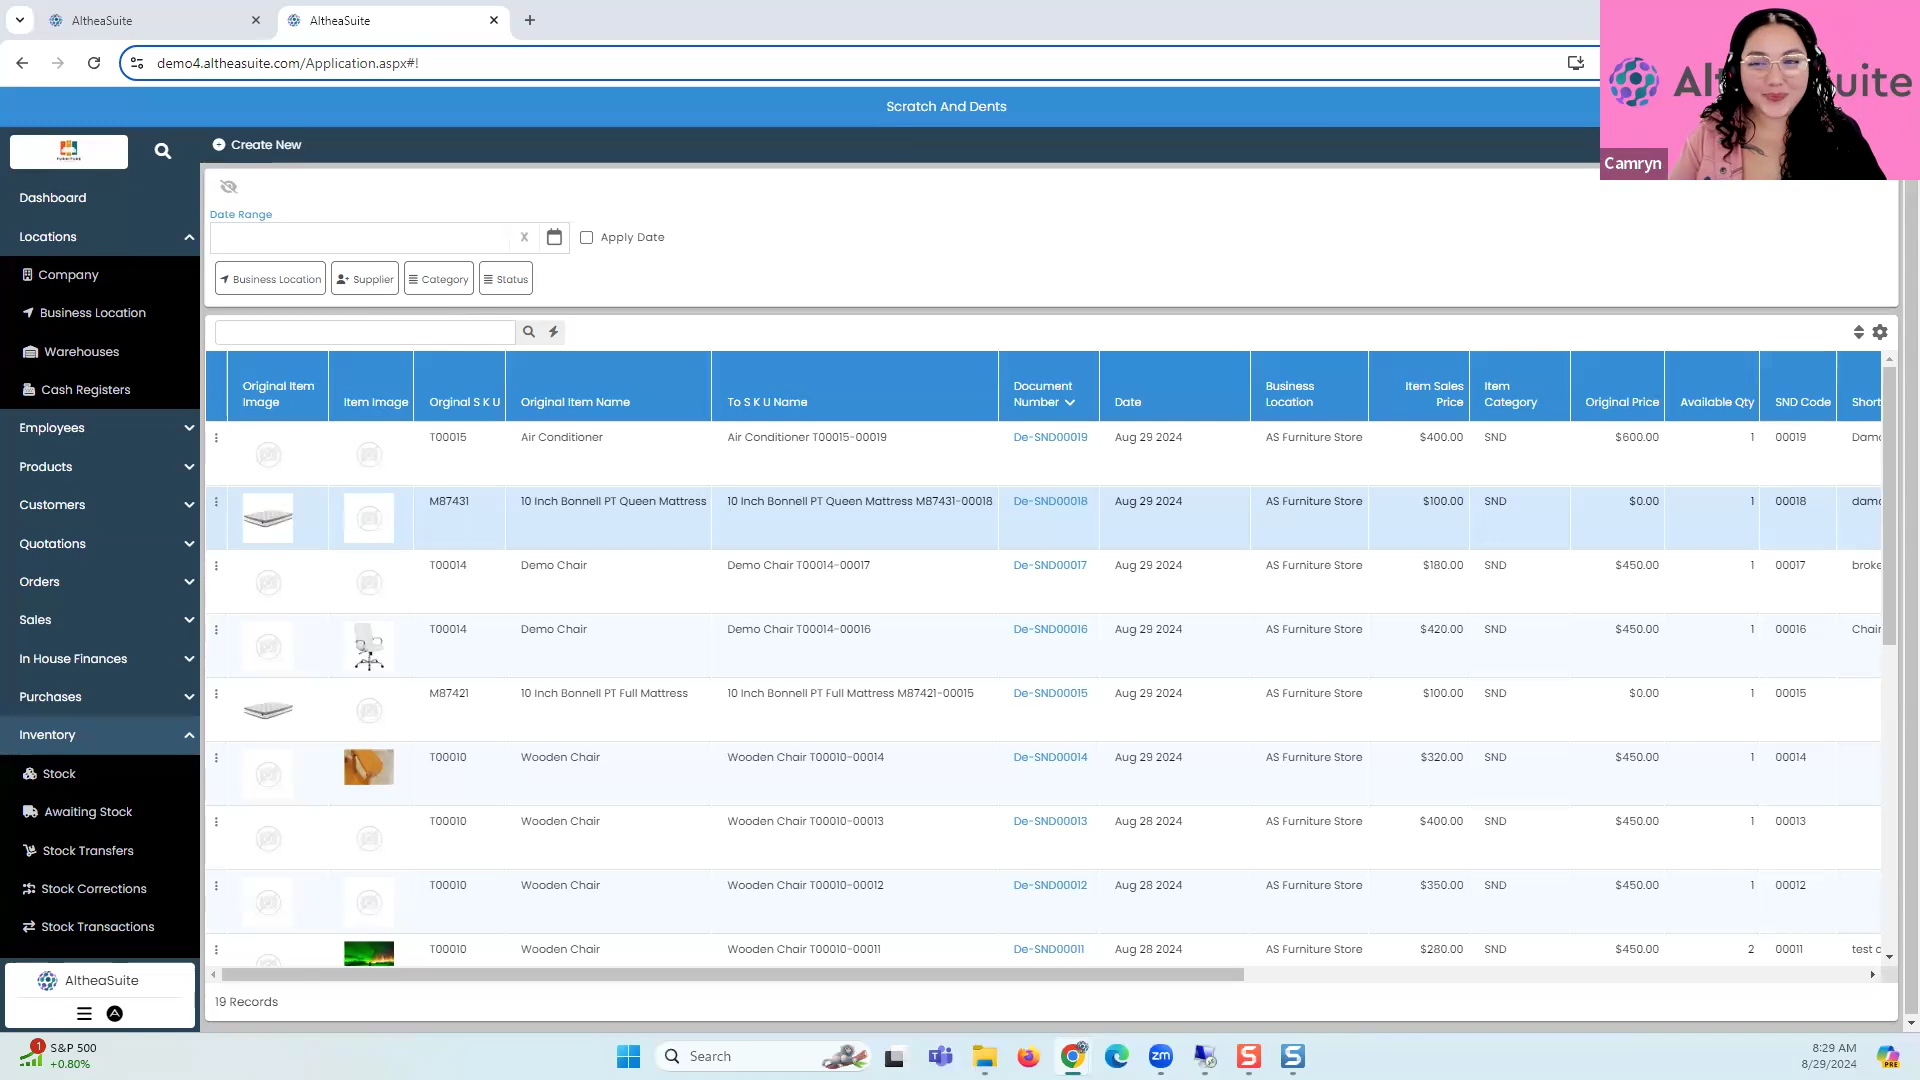 AltheaSuite
AltheaSuite
demo4.altheasuite.com/Application.aspx#!
Scratch And Dents
Camryn
FURNITURE
Create New
Dashboard
Locations
Company
Business Location
Warehouses
Cash Registers
Employees
Products
Customers
Quotations
Orders
Sales
In House Finances
Purchases
Inventory
Stock
Awaiting Stock
Stock Transfers
Stock Corrections
Stock Transactions
AltheaSuite
Date Range
X
Apply Date
Business Location Supplier Category Status
Original Item Image Item Image Orginal S K U Original Item Name To S K U Name Document Number Date Business Location Item Sales Price Item Category Original Price Available Qty SND Code Short
T00015 Air Conditioner Air Conditioner T00015-00019 De-SND00019 Aug 29 2024 AS Furniture Store $400.00 SND $600.00 1 00019 Dama
M87431 10 Inch Bonnell PT Queen Mattress 10 Inch Bonnell PT Queen Mattress M87431-00018 De-SND00018 Aug 29 2024 AS Furniture Store $100.00 SND $0.00 1 00018 dama
T00014 Demo Chair Demo Chair T00014-00017 De-SND00017 Aug 29 2024 AS Furniture Store $180.00 SND $450.00 1 00017 broke
T00014 Demo Chair Demo Chair T00014-00016 De-SND00016 Aug 29 2024 AS Furniture Store $420.00 SND $450.00 1 00016 Chair
M87421 10 Inch Bonnell PT Full Mattress 10 Inch Bonnell PT Full Mattress M87421-00015 De-SND00015 Aug 29 2024 AS Furniture Store $100.00 SND $0.00 1 00015
T00010 Wooden Chair Wooden Chair T00010-00014 De-SND00014 Aug 29 2024 AS Furniture Store $320.00 SND $450.00 1 00014
T00010 Wooden Chair Wooden Chair T00010-00013 De-SND00013 Aug 28 2024 AS Furniture Store $400.00 SND $450.00 1 00013
T00010 Wooden Chair Wooden Chair T00010-00012 De-SND00012 Aug 28 2024 AS Furniture Store $350.00 SND $450.00 1 00012
T00010 Wooden Chair Wooden Chair T00010-00011 De-SND00011 Aug 28 2024 AS Furniture Store $280.00 SND $450.00 2 00011 test
19 Records
1
S&P 500
+0.80%
Search
zm
S
S
PRE
8:29 AM
8/29/2024